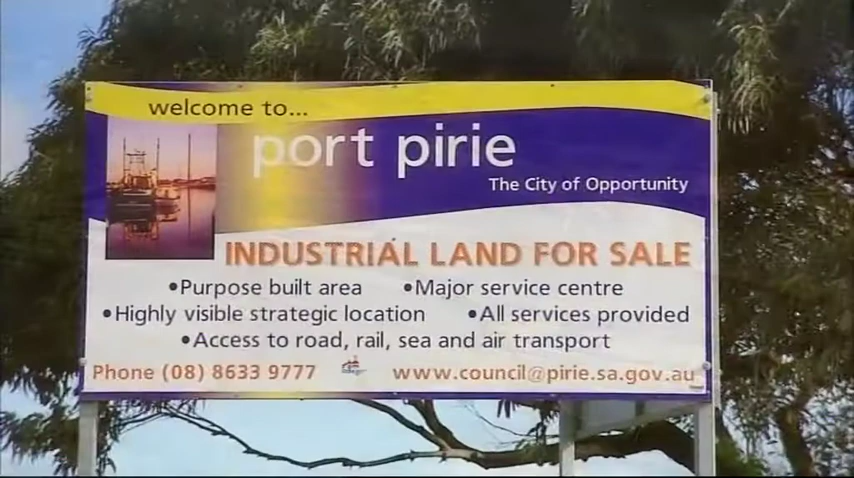 welcome to...
port pirie
The City of Opportunity
INDUSTRIAL LAND FOR SALE
•Purpose built area •Major service centre
•Highly visible strategic location •All services provided
•Access to road, rail, sea and air transport
Phone (08) 8633 9777 www.council@pirie.sa.gov.au